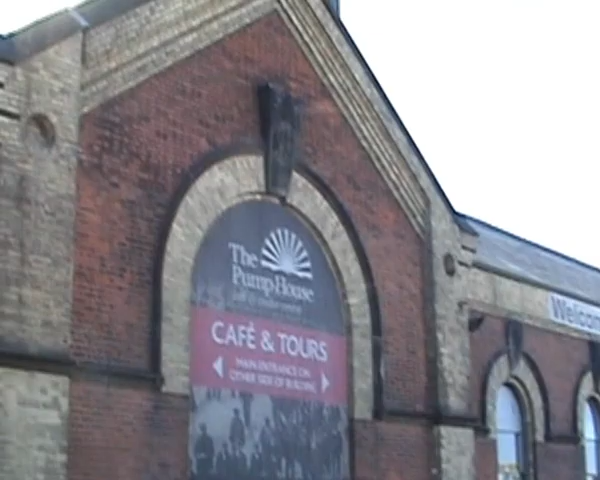 The
Pump-House
CAFÉ & TOURS
MAIN ENTRANCE ON
OTHER SIDE OF BUILDING
Welcom